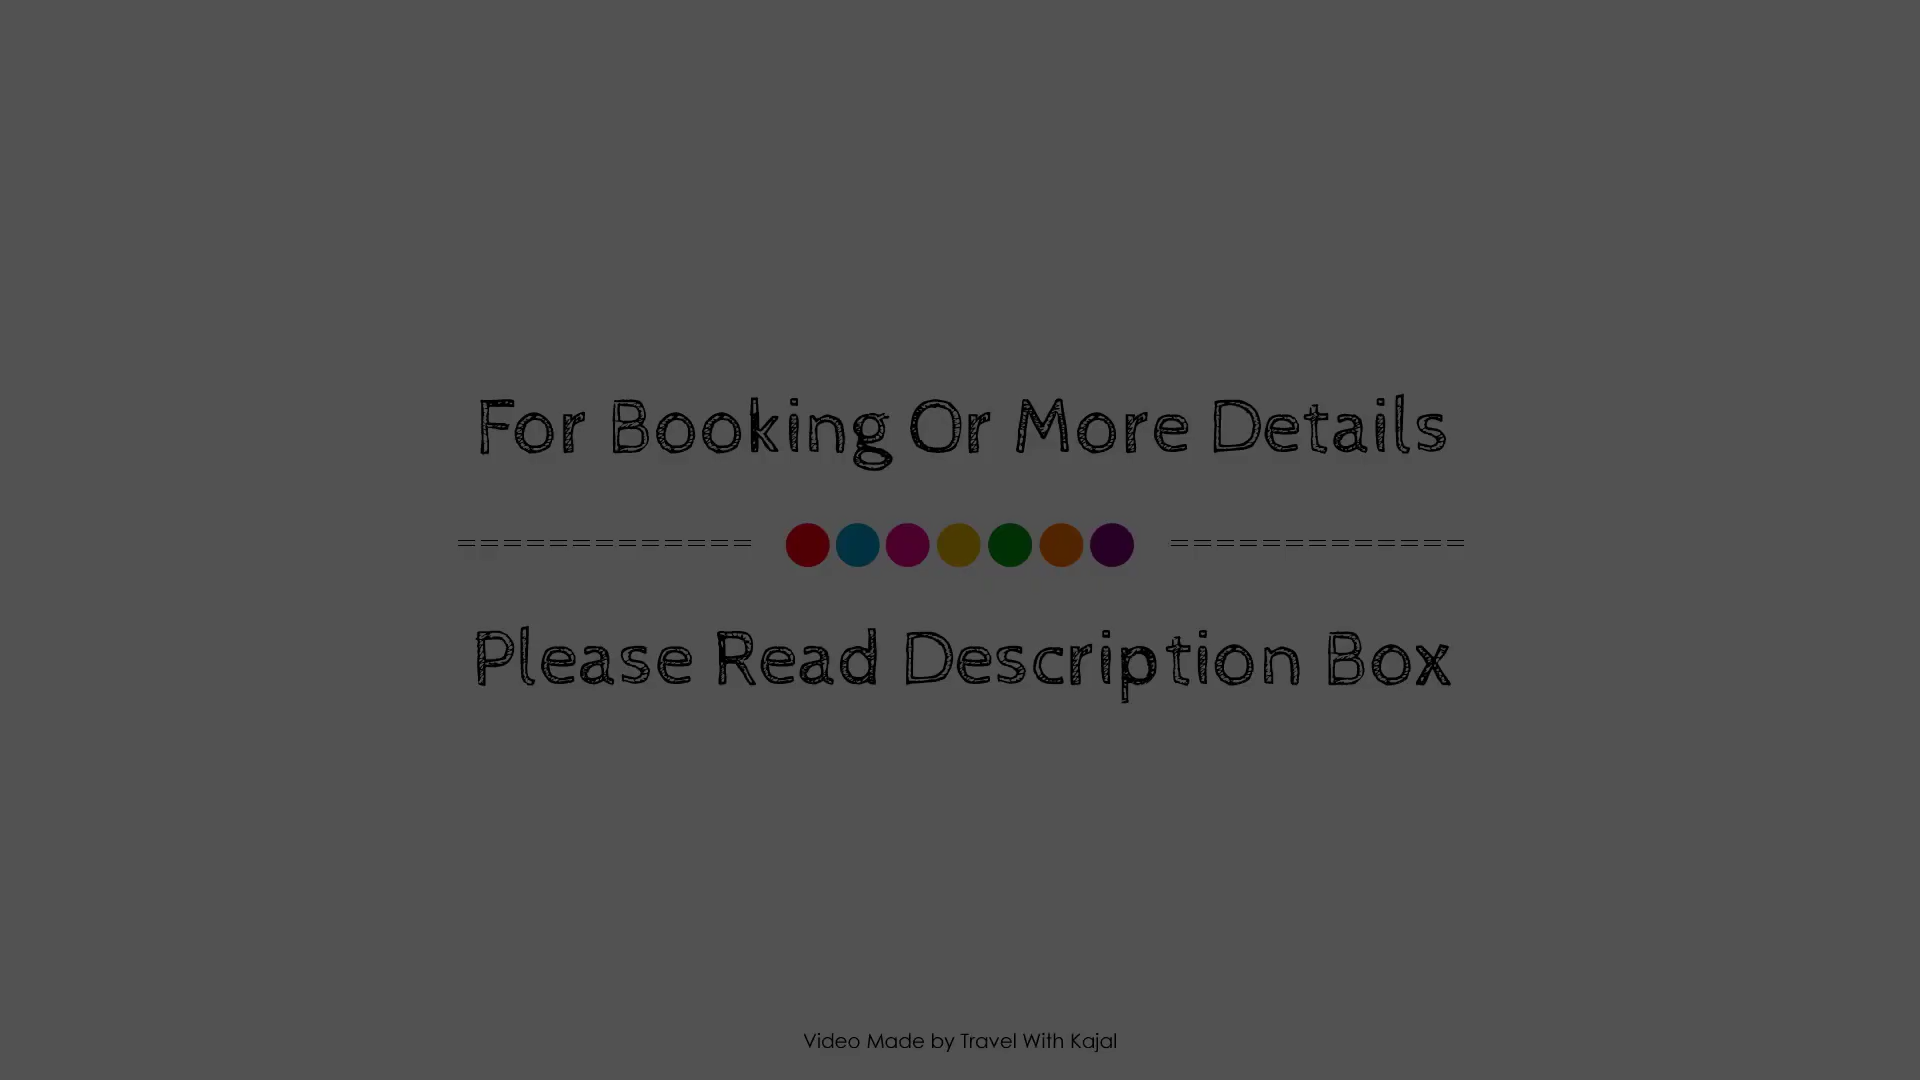 For Booking Or More Details
============= =============
Please Read Description Box
Video Made by Travel With Kajal